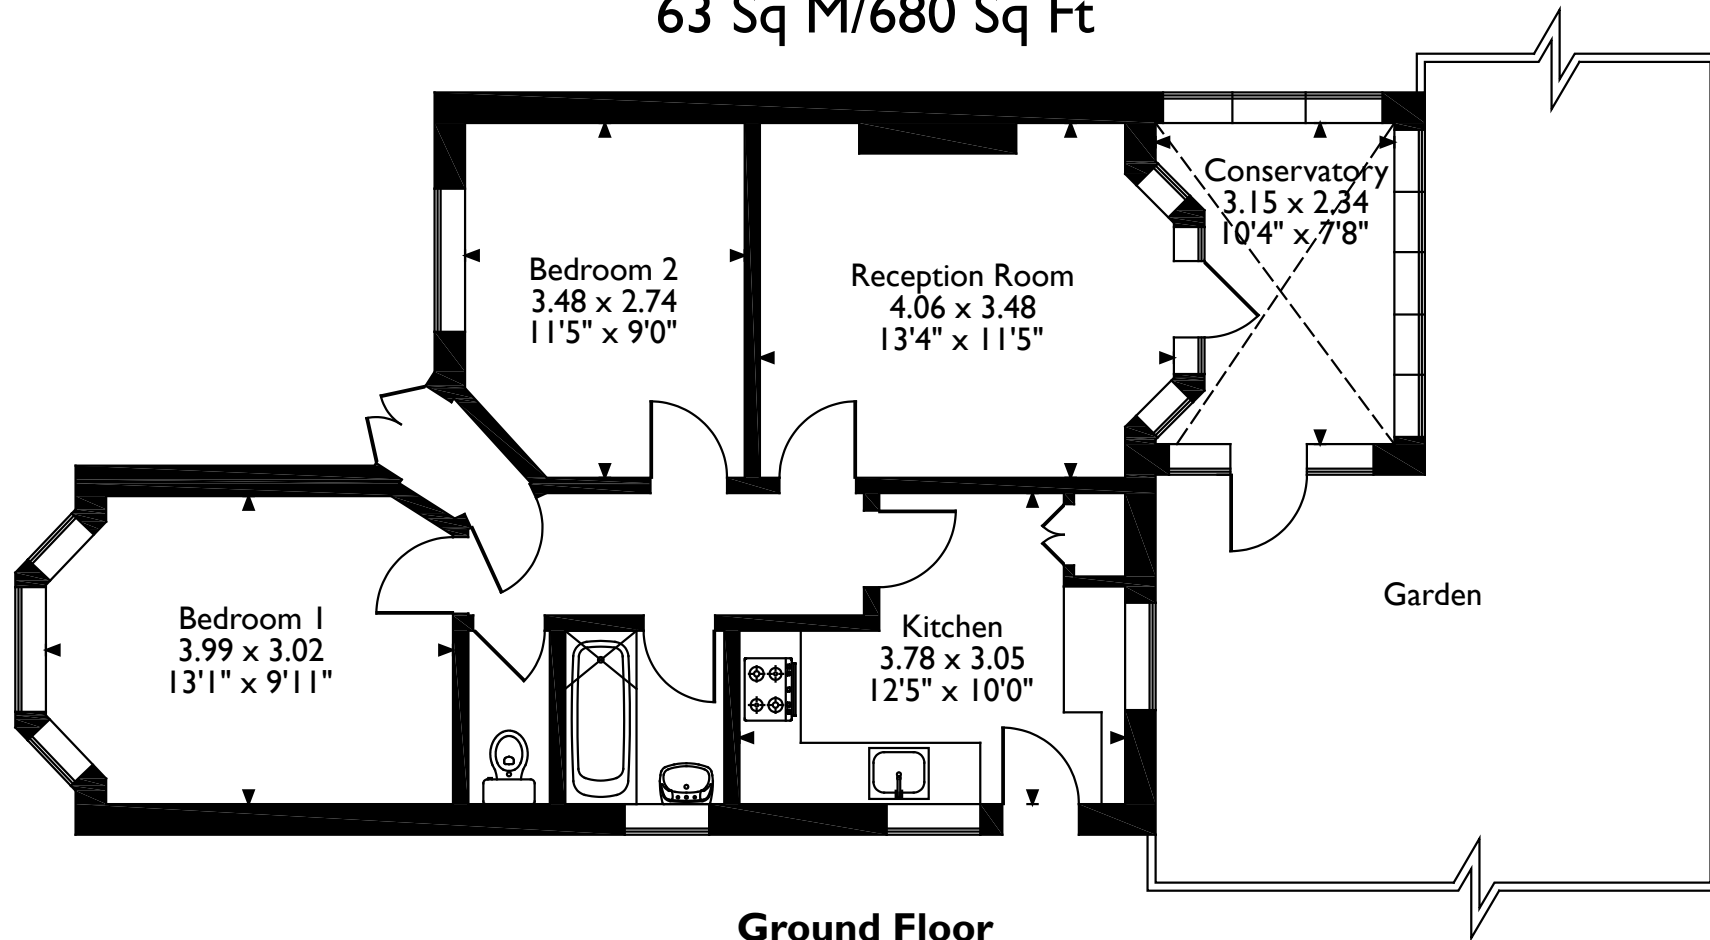 63 Sq M/680 Sq Ft
Conservatory
3.15 x 2.34
10'4" x 7'8"
Bedroom 2
3.48 x 2.74
11'5" x 9'0"
Reception Room
4.06 x 3.48
13'4" x 11'5"
Garden
Bedroom 1
3.99 x 3.02
13'1" x 9'11"
Kitchen
3.78 x 3.05
12'5" x 10'0"
Ground Floor